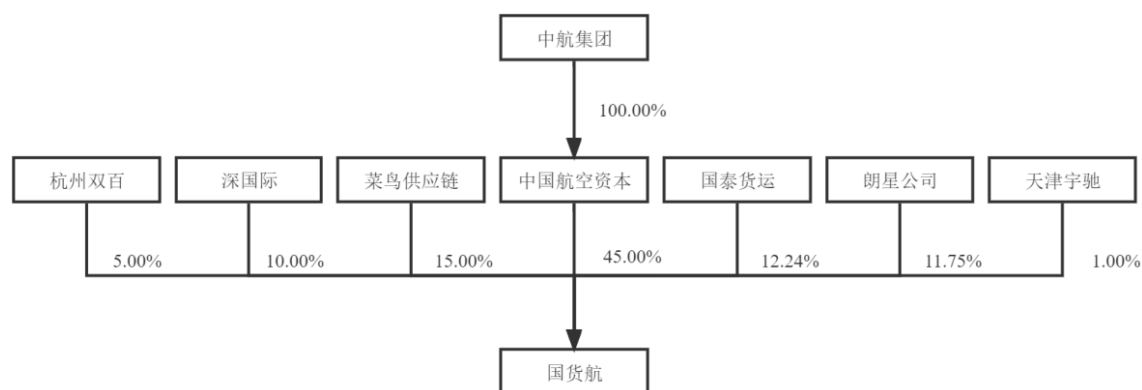 中航集团
100.00%
杭州双百
深国际
菜鸟供应链
中国航空资本
国泰货运
朗星公司
天津宇驰
5.00%
10.00%
15.00%
45.00%
12.24%
11.75%
1.00%
国货航